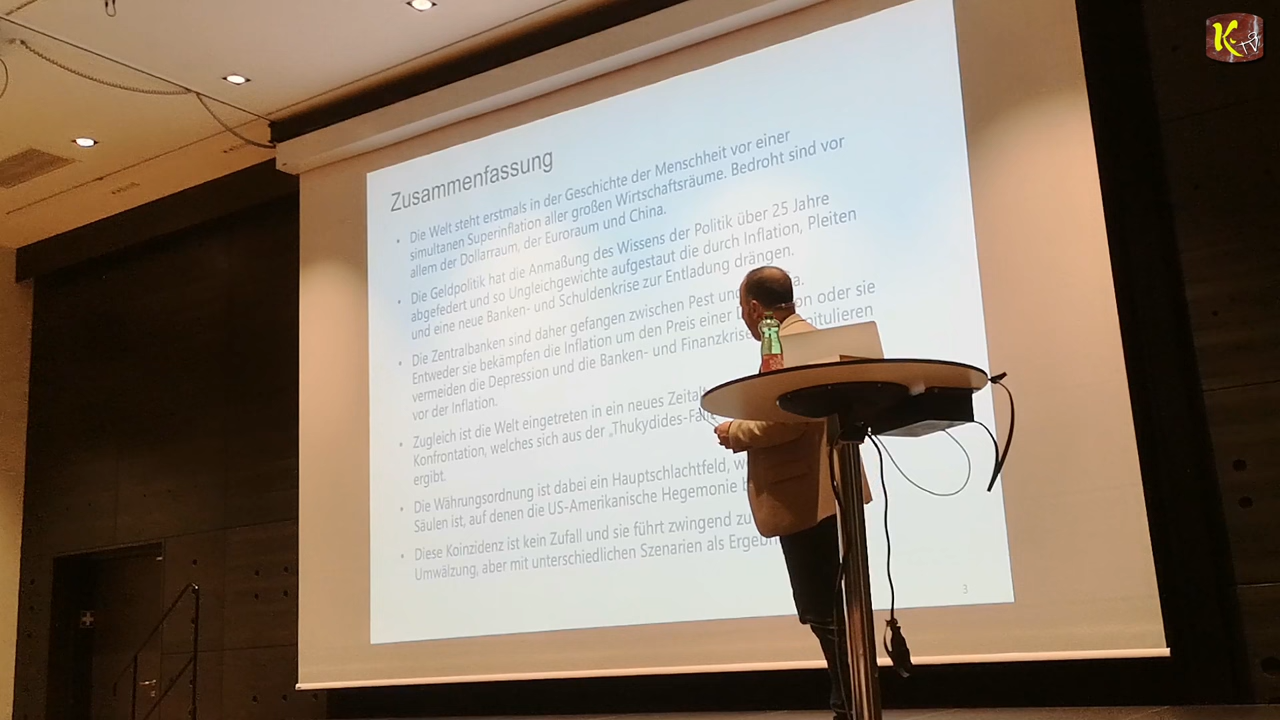 K
TV
Zusammenfassung
• Die Welt steht erstmals in der Geschichte der Menschheit vor einer
simultanen Superinflation aller großen Wirtschaftsräume. Bedroht sind vor
allem der Dollarraum, der Euroraum und China.
• Die Geldpolitik hat die Anmaßung des Wissens der Politik über 25 Jahre
abgefedert und so Ungleichgewichte aufgestaut die durch Inflation, Pleiten
und eine neue Banken- und Schuldenkrise zur Entladung drängen.
• Die Zentralbanken sind daher gefangen zwischen Pest und
Entweder sie bekämpfen die Inflation um den Preis einer oder sie
vermeiden die Depression und die Banken- und Finanzkrise
vor der Inflation.
• Zugleich ist die Welt eingetreten in ein neues
Konfrontation, welches sich aus der „Thukydides-Falle
ergibt.
• Die Währungsordnung ist dabei ein Hauptschlachtfeld,
Säulen ist, auf denen die US-Amerikanische Hegemonie
• Diese Koinzidenz ist kein Zufall und sie führt zwingend zu
Umwälzung, aber mit unterschiedlichen Szenarien als
3